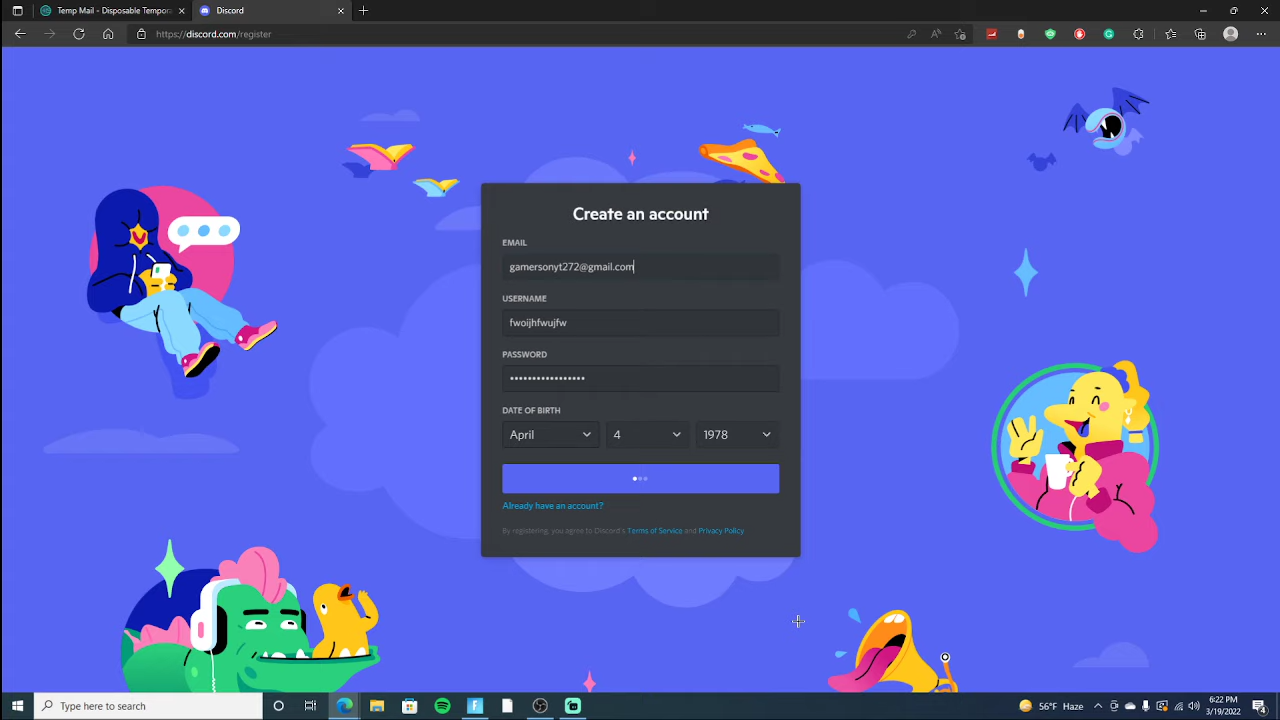 Temp Mail - Disposable Tempora
Discord
https://discord.com/register
Create an account
EMAIL
gamersonyt272@gmail.com
USERNAME
fwoijhfwujfw
PASSWORD
•••••••••••••••••
DATE OF BIRTH
April 4 1978
Already have an account?
By registering, you agree to Discord's Terms of Service and Privacy Policy
Type here to search
56°F Haze
6:22 PM
3/19/2022